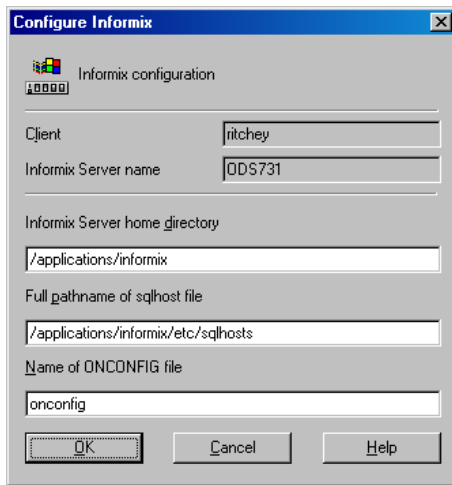 Configure Informix
Informix configuration
Client ritchey
Informix Server name ODS731
Informix Server home directory
/applications/informix
Full pathname of sqlhost file
/applications/informix/etc/sqlhosts
Name of ONCONFIG file
onconfig
OK Cancel Help